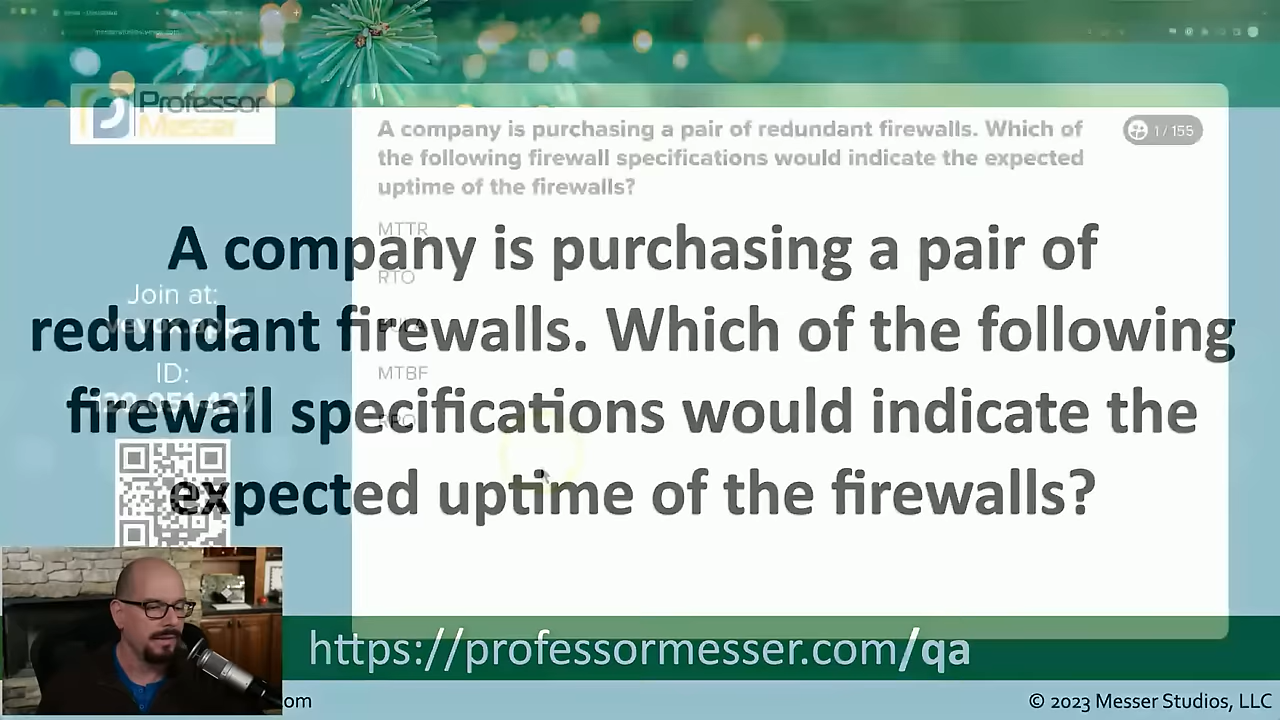 Professor
Messer
A company is purchasing a pair of redundant firewalls. Which of
the following firewall specifications would indicate the expected
uptime of the firewalls?
1 / 155
MTTR
RTO
MTBF
Join at:
ID:
A company is purchasing a pair of
redundant firewalls. Which of the following
firewall specifications would indicate the
expected uptime of the firewalls?
https://professormesser.com/qa
om
© 2023 Messer Studios, LLC